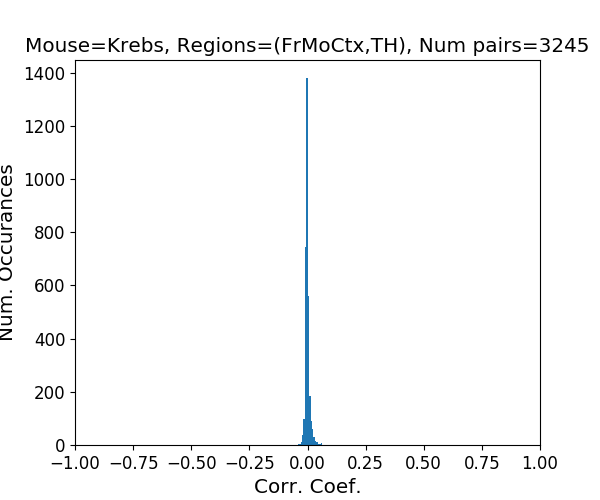 Mouse=Krebs, Regions=(FrMoCtx,TH), Num pairs=3245
1400
1200
1000
800
600
400
200
0
Num. Occurances
−1.00 −0.75 −0.50 −0.25 0.00 0.25 0.50 0.75 1.00
Corr. Coef.